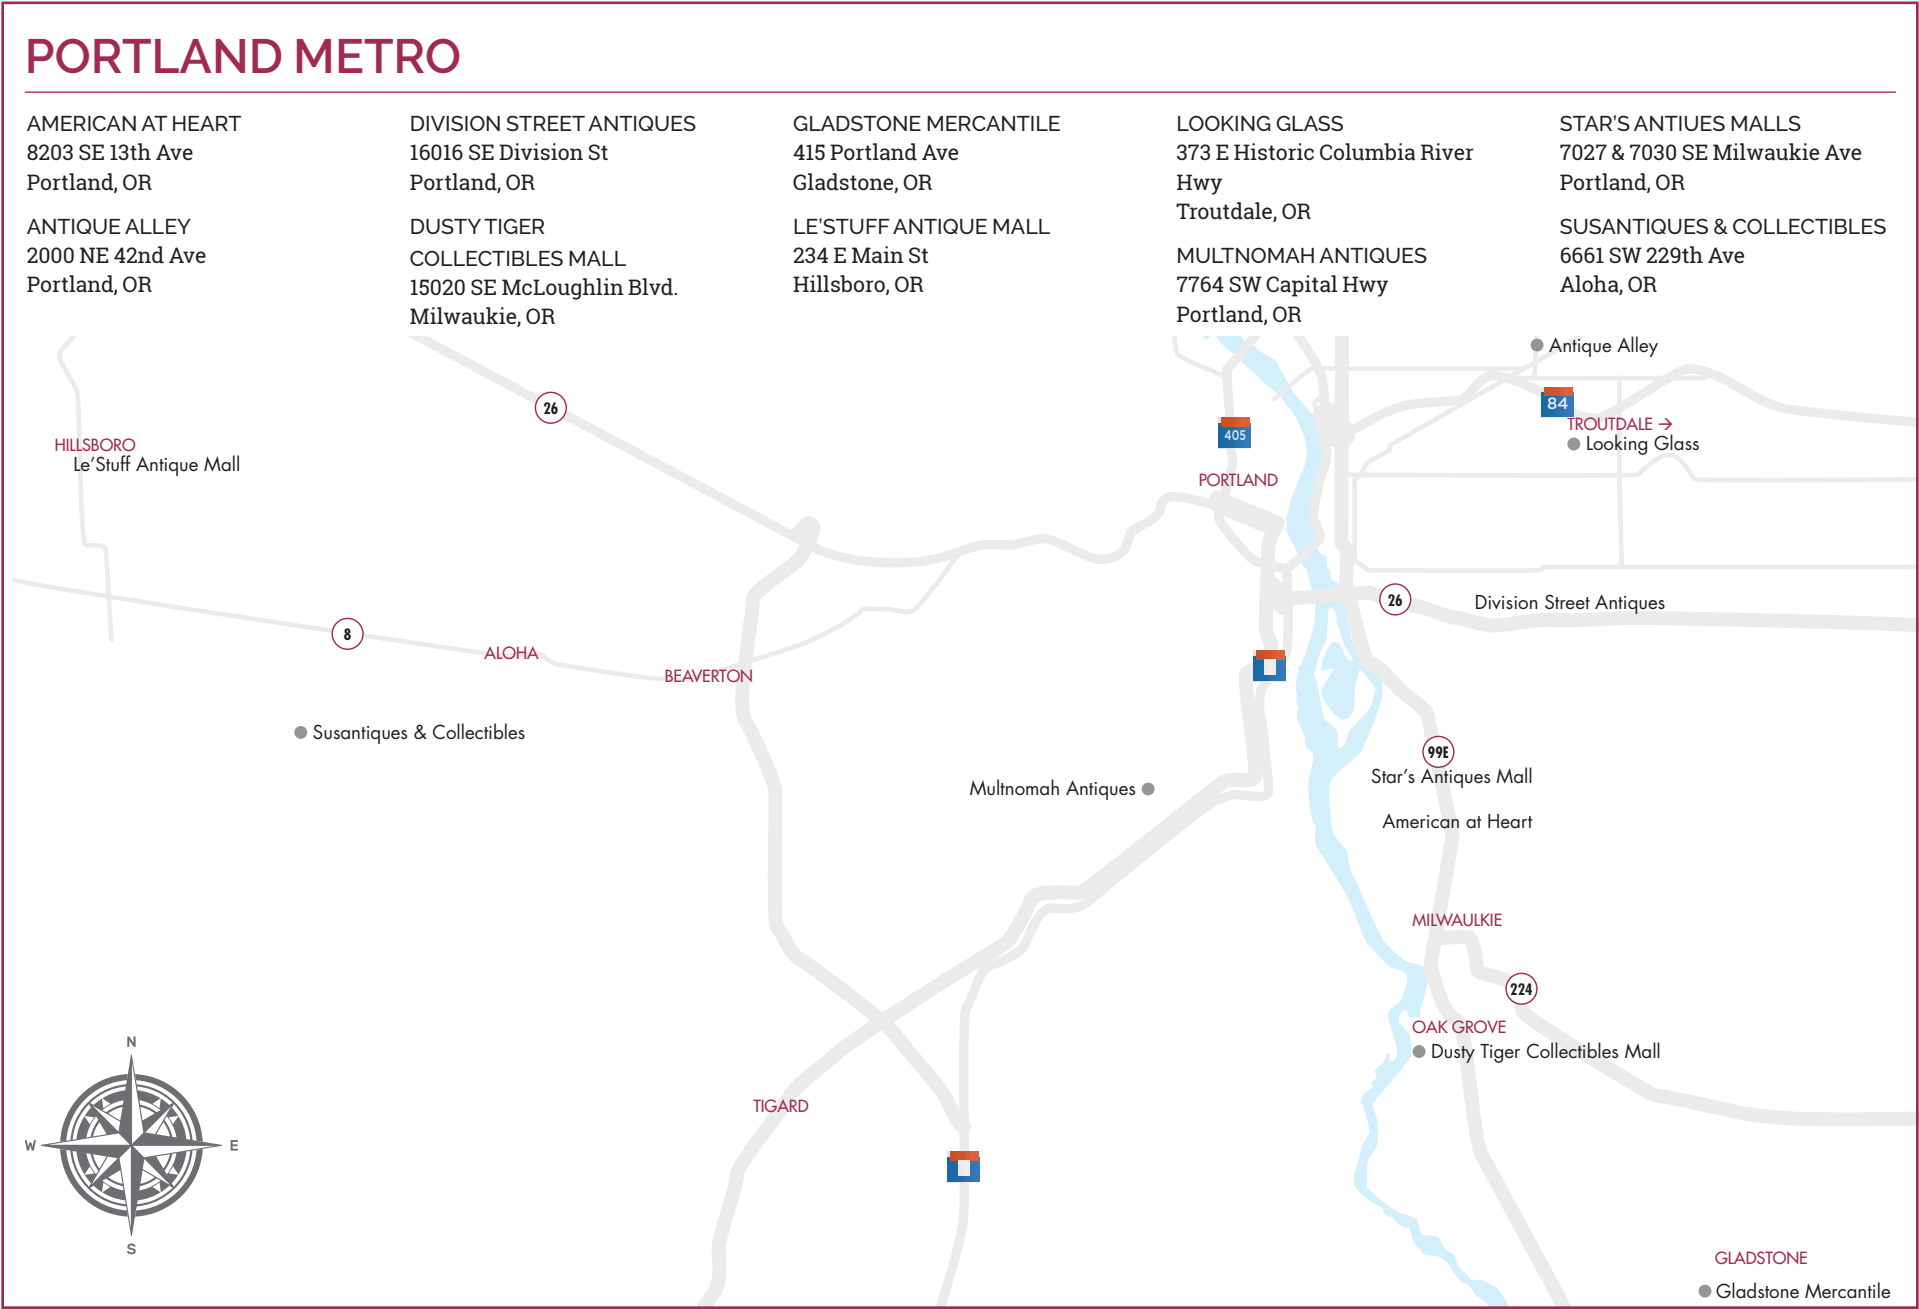 PORTLAND METRO
AMERICAN AT HEART
8203 SE 13th Ave
Portland, OR
ANTIQUE ALLEY
2000 NE 42nd Ave
Portland, OR
DIVISION STREET ANTIQUES
16016 SE Division St
Portland, OR
DUSTY TIGER
COLLECTIBLES MALL
15020 SE McLoughlin Blvd.
Milwaukie, OR
GLADSTONE MERCANTILE
415 Portland Ave
Gladstone, OR
LE'STUFF ANTIQUE MALL
234 E Main St
Hillsboro, OR
LOOKING GLASS
373 E Historic Columbia River
Hwy
Troutdale, OR
MULTNOMAH ANTIQUES
7764 SW Capital Hwy
Portland, OR
STAR'S ANTIUES MALLS
7027 & 7030 SE Milwaukie Ave
Portland, OR
SUSANTIQUES & COLLECTIBLES
6661 SW 229th Ave
Aloha, OR
Antique Alley
26
84
TROUTDALE →
405
HILLSBORO
Looking Glass
Le'Stuff Antique Mall
PORTLAND
26
Division Street Antiques
8
ALOHA
BEAVERTON
Susantiques & Collectibles
99E
Star's Antiques Mall
Multnomah Antiques
American at Heart
MILWAULKIE
224
OAK GROVE
Dusty Tiger Collectibles Mall
N
W
E
S
TIGARD
GLADSTONE
Gladstone Mercantile